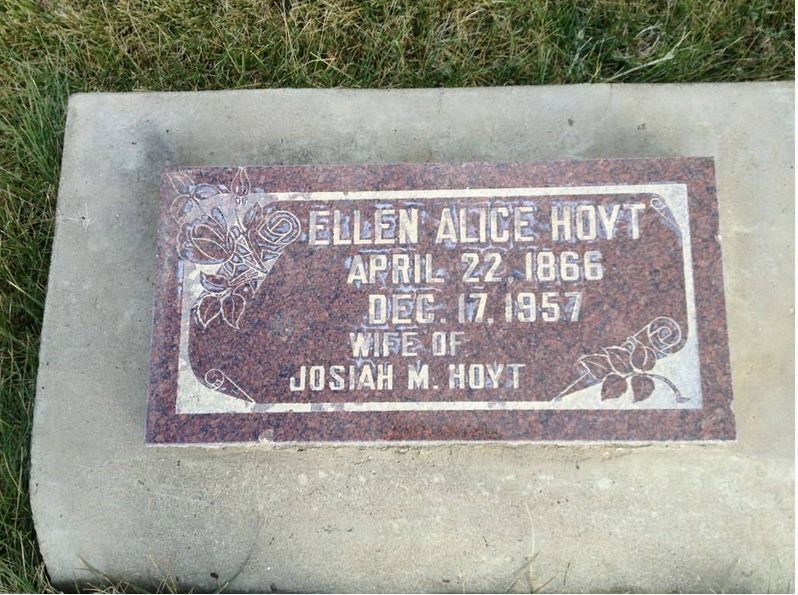 ELLEN ALICE HOYT
APRIL 22, 1866
DEC. 17, 1957
WIFE OF
JOSIAH M. HOYT